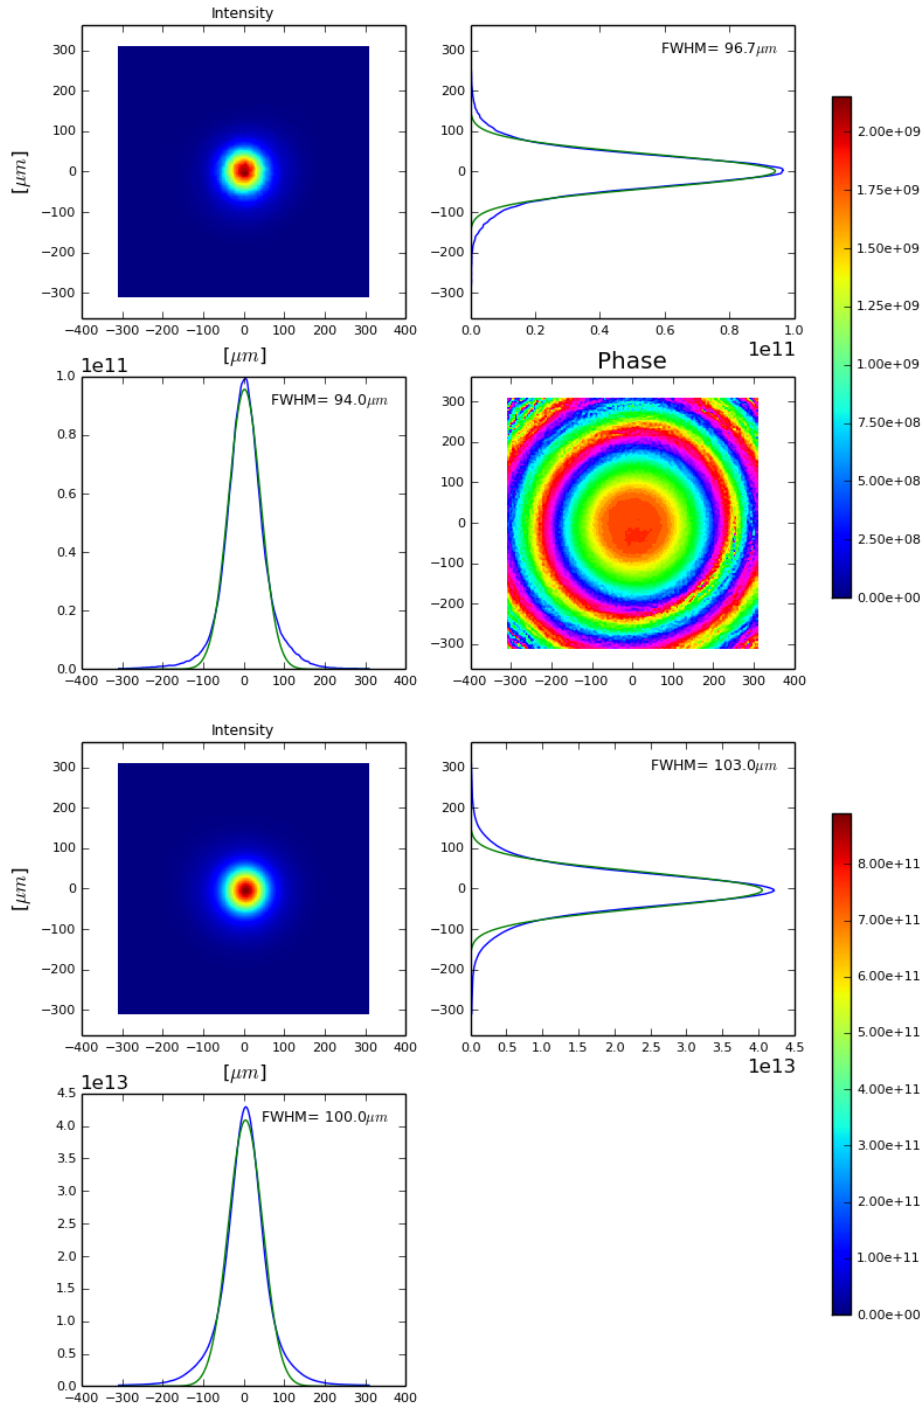 Intensity
300
200
100
0
−100
−200
−300
[μm]
−400 −300 −200 −100 0 100 200 300 400
[μm]
FWHM= 96.7μm
300
200
100
0
−100
−200
−300
0.0 0.2 0.4 0.6 0.8 1.0
1e11
2.00e+09
1.75e+09
1.50e+09
1.25e+09
1.00e+09
7.50e+08
5.00e+08
2.50e+08
0.00e+00
1e11
FWHM= 94.0μm
1.0
0.8
0.6
0.4
0.2
0.0
−400 −300 −200 −100 0 100 200 300 400
Phase
300
200
100
0
−100
−200
−300
−400 −300 −200 −100 0 100 200 300 400
Intensity
300
200
100
0
−100
−200
−300
[μm]
−400 −300 −200 −100 0 100 200 300 400
[μm]
FWHM= 103.0μm
300
200
100
0
−100
−200
−300
0.0 0.5 1.0 1.5 2.0 2.5 3.0 3.5 4.0 4.5
1e13
8.00e+11
7.00e+11
6.00e+11
5.00e+11
4.00e+11
3.00e+11
2.00e+11
1.00e+11
0.00e+00
1e13
FWHM= 100.0μm
4.5
4.0
3.5
3.0
2.5
2.0
1.5
1.0
0.5
0.0
−400 −300 −200 −100 0 100 200 300 400